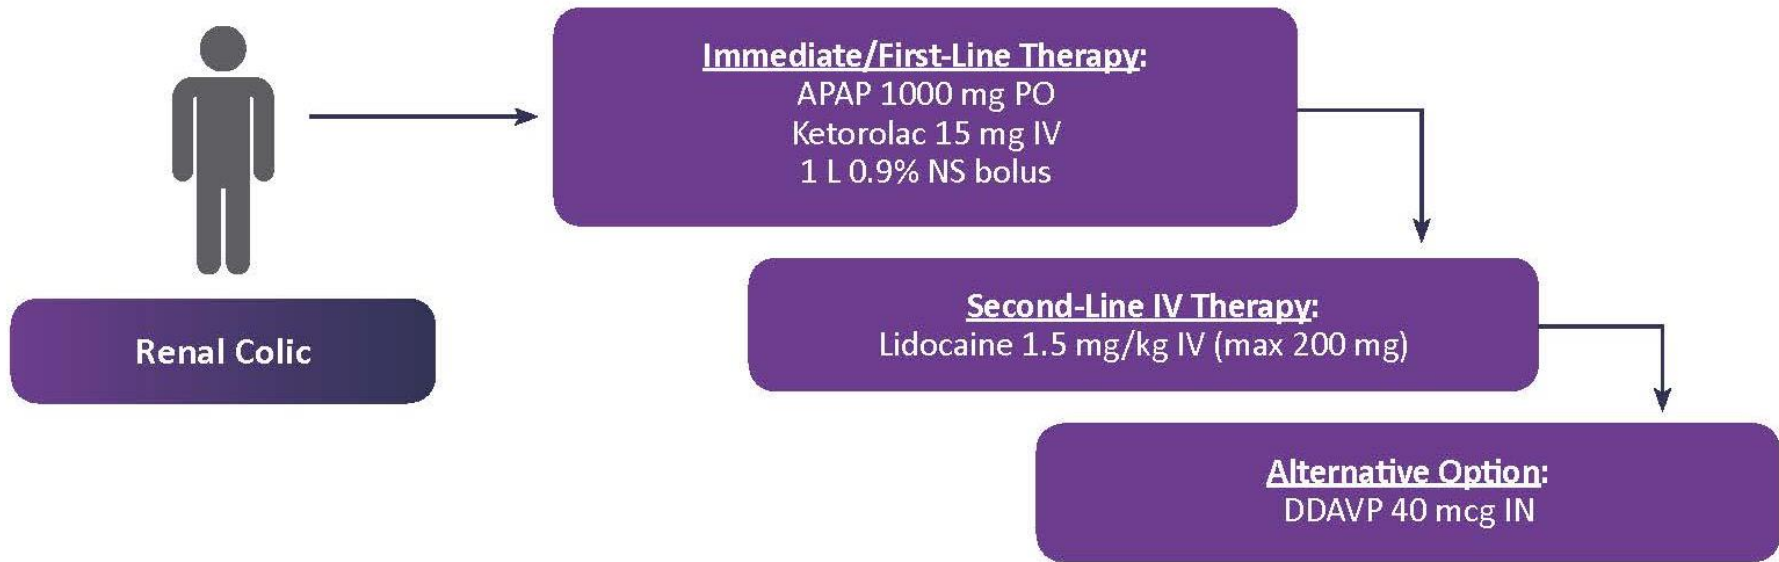 Renal Colic
Immediate/First-Line Therapy:
APAP 1000 mg PO
Ketorolac 15 mg IV
1 L 0.9% NS bolus
Second-Line IV Therapy:
Lidocaine 1.5 mg/kg IV (max 200 mg)
Alternative Option:
DDAVP 40 mcg IN